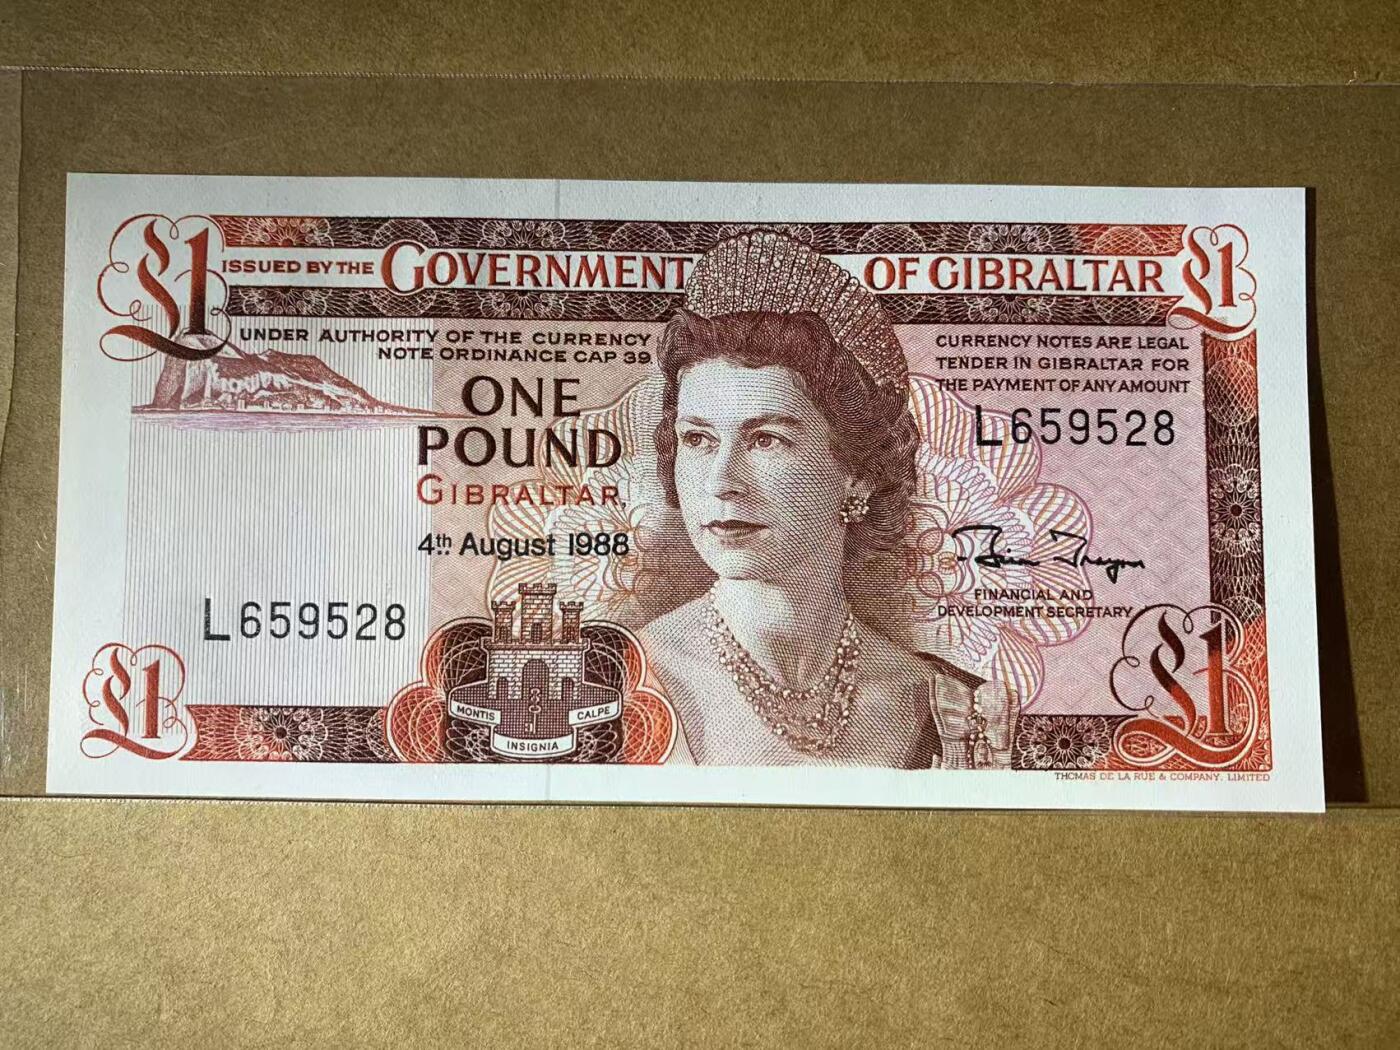 £1 ISSUED BY THE GOVERNMENT OF GIBRALTAR £1
UNDER AUTHORITY OF THE CURRENCY
NOTE ORDINANCE CAP 39.
ONE
POUND
GIBRALTAR,
4th August 1988
L659528
CURRENCY NOTES ARE LEGAL
TENDER IN GIBRALTAR FOR
THE PAYMENT OF ANY AMOUNT
L659528
FINANCIAL AND
DEVELOPMENT SECRETARY
£1
MONTIS CALPE
INSIGNIA
£1
THOMAS DE LA RUE & COMPANY, LIMITED